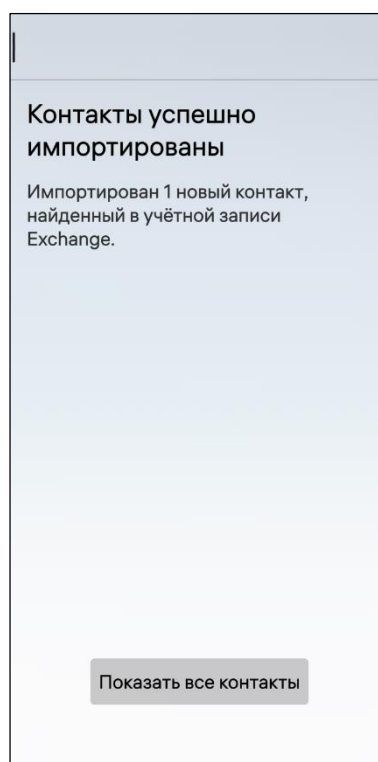 Контакты успешно
импортированы
Импортирован 1 новый контакт,
найденный в учётной записи
Exchange.
Показать все контакты